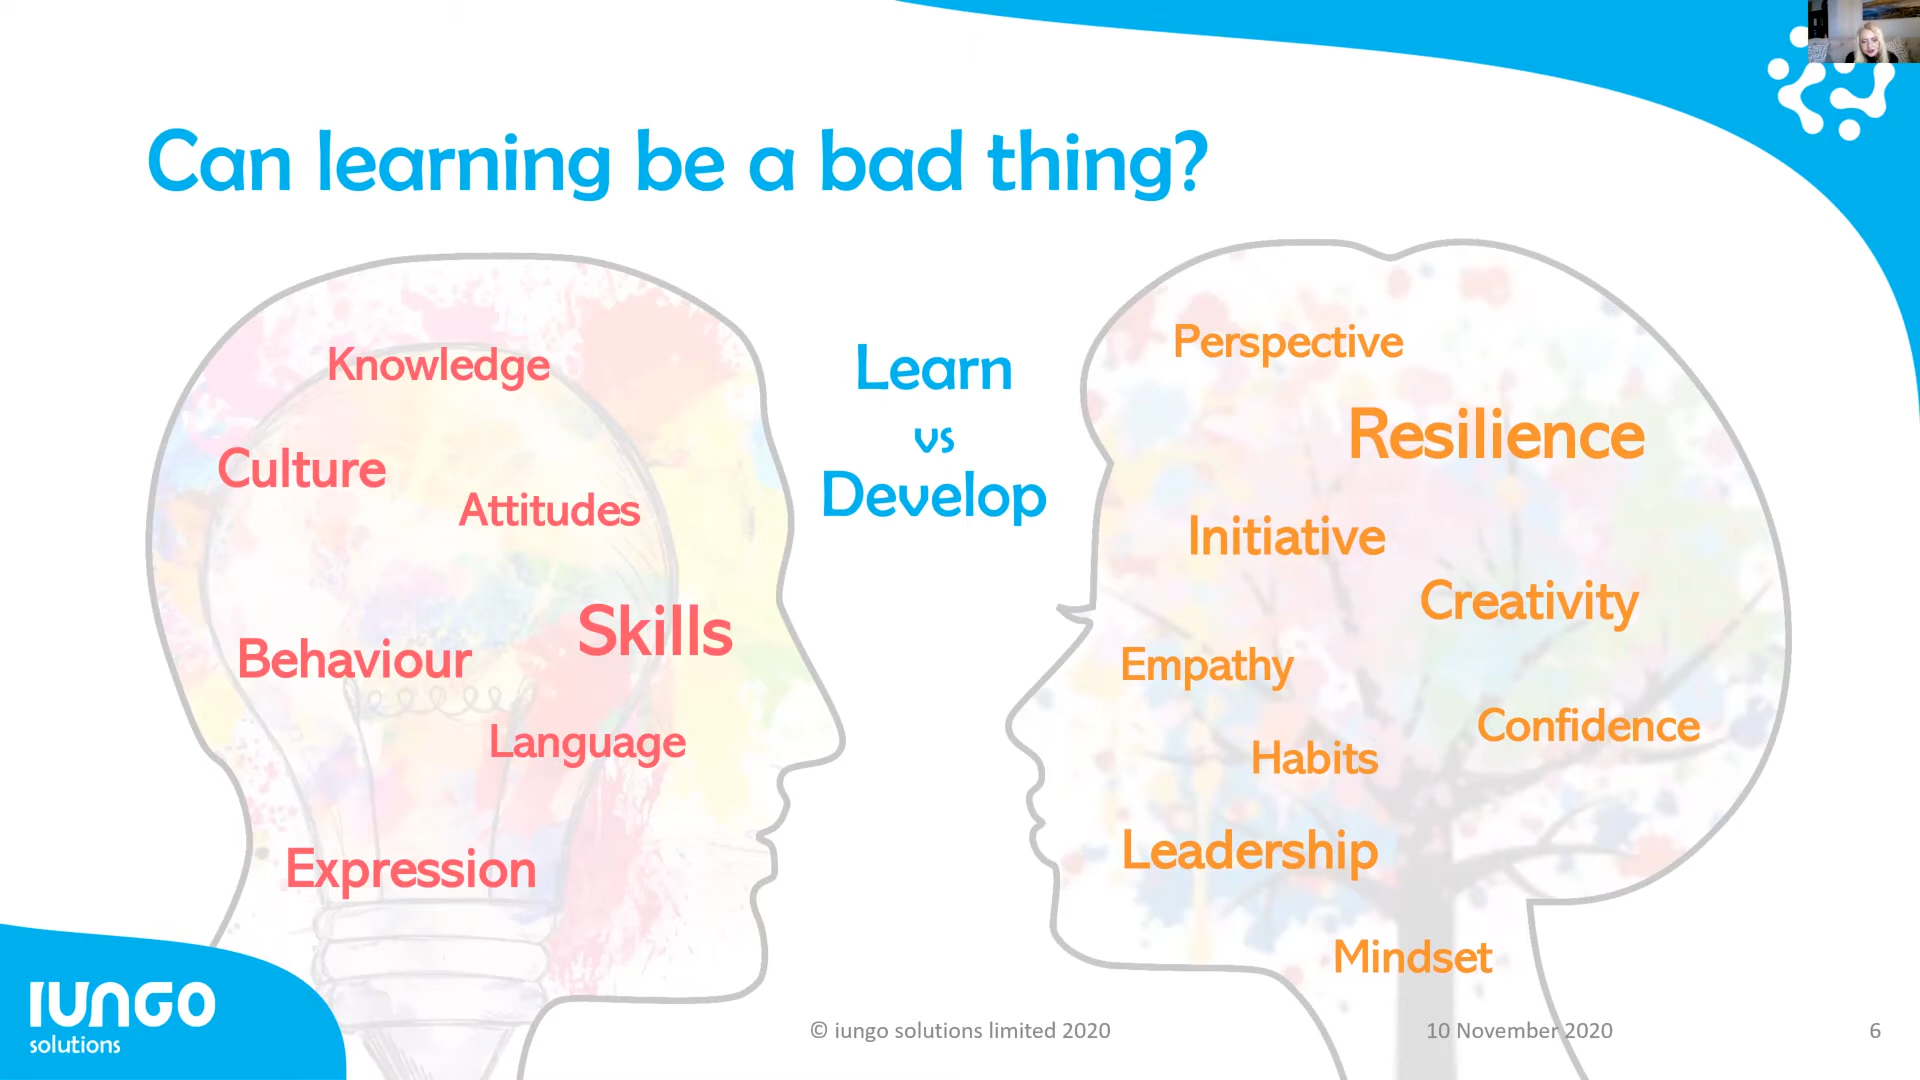 Can learning be a bad thing?
Knowledge
Culture
Attitudes
Skills
Behaviour
Language
Expression
Learn
vs
Develop
Perspective
Resilience
Initiative
Creativity
Empathy
Confidence
Habits
Leadership
Mindset
IUNGO
solutions
© iungo solutions limited 2020
10 November 2020
6